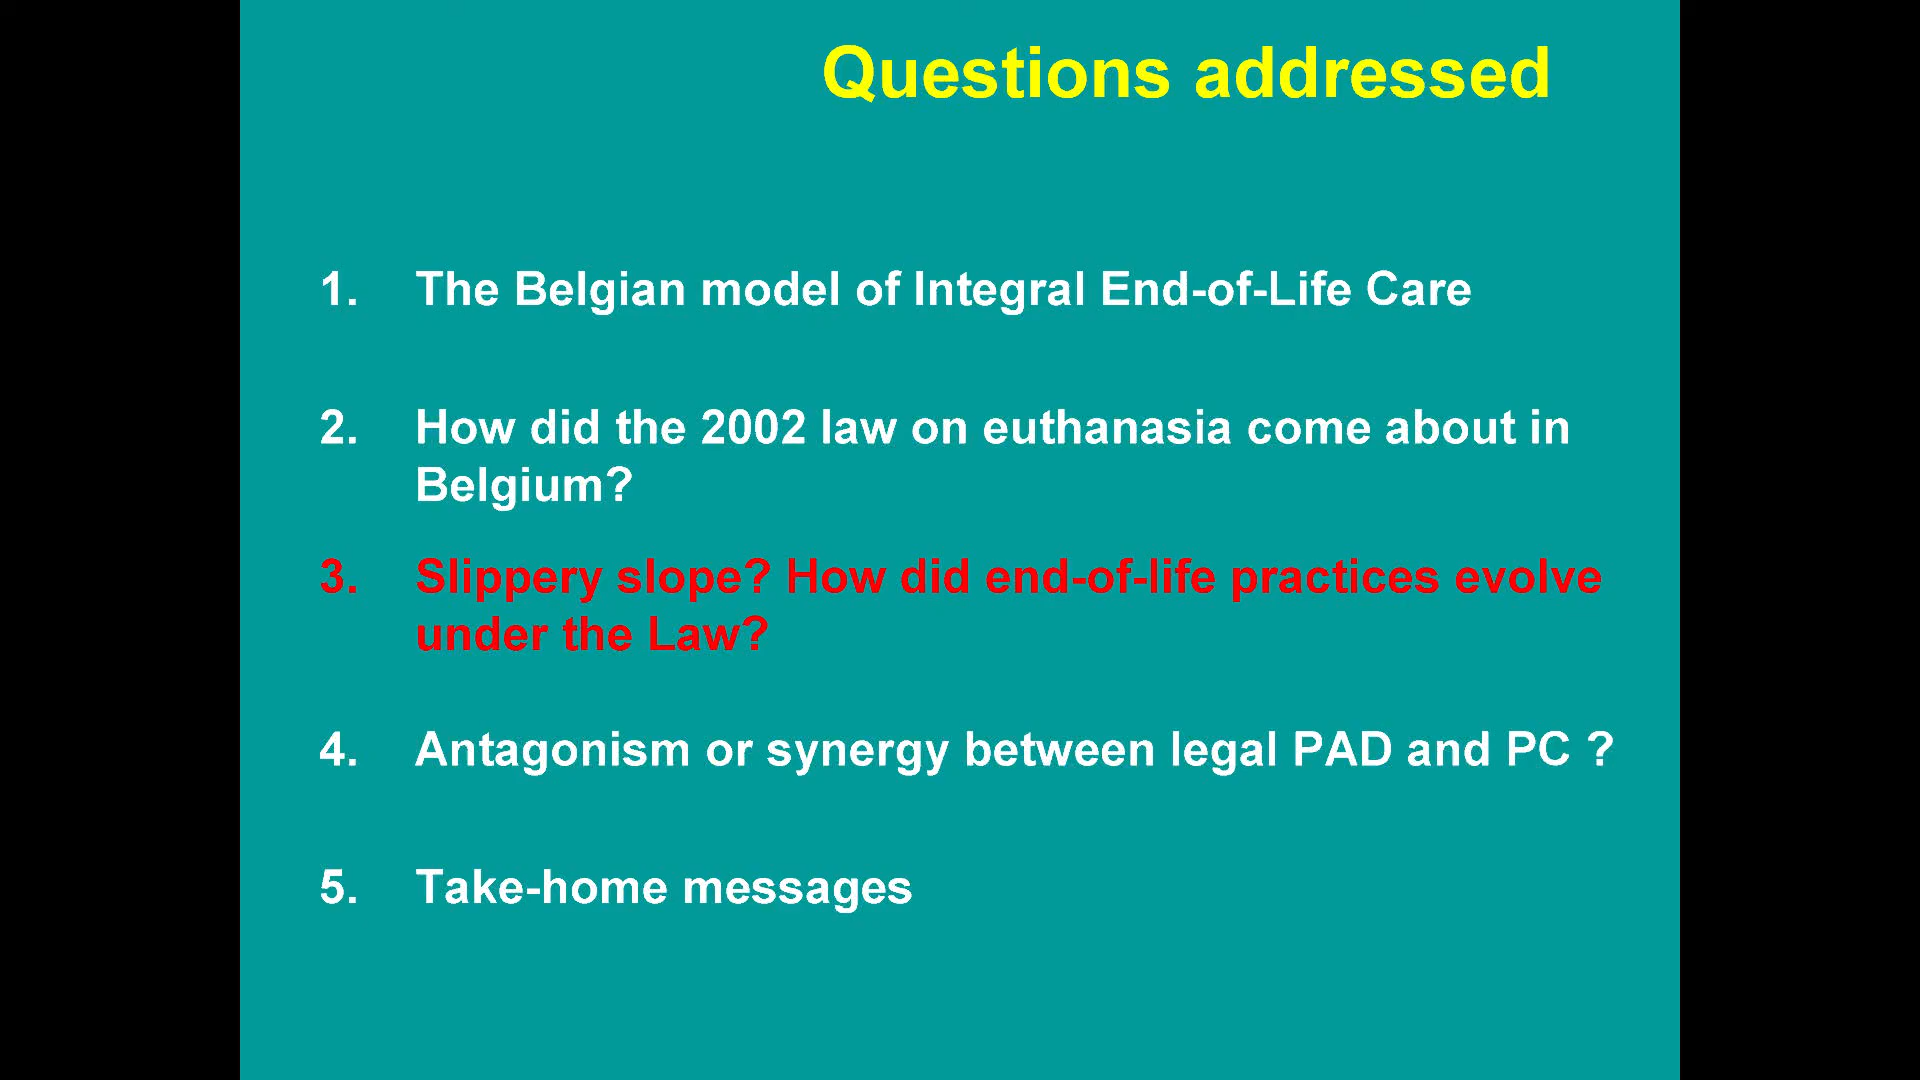 Questions addressed
1. The Belgian model of Integral End-of-Life Care
2. How did the 2002 law on euthanasia come about in
Belgium?
3. Slippery slope? How did end-of-life practices evolve
under the Law?
4. Antagonism or synergy between legal PAD and PC ?
5. Take-home messages